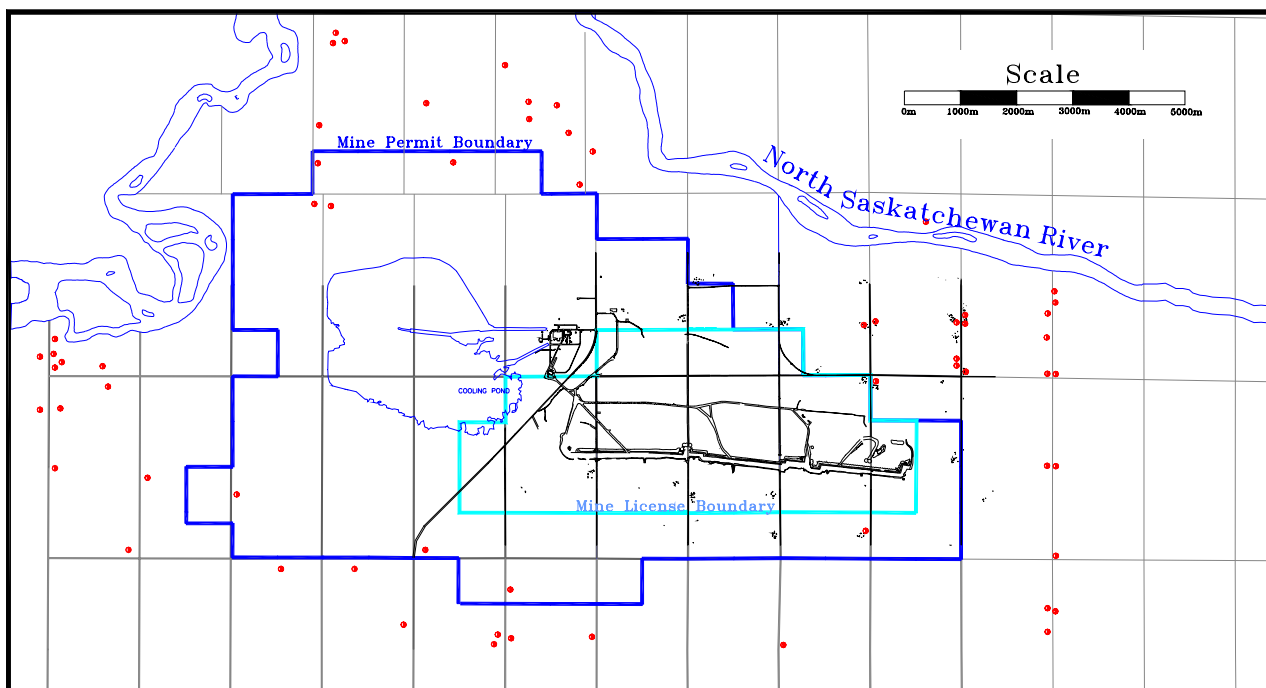 Scale
0m 1000m 2000m 3000m 4000m 5000m
Mine Permit Boundary
North Saskatchewan River
COOLING POND
Mine License Boundary